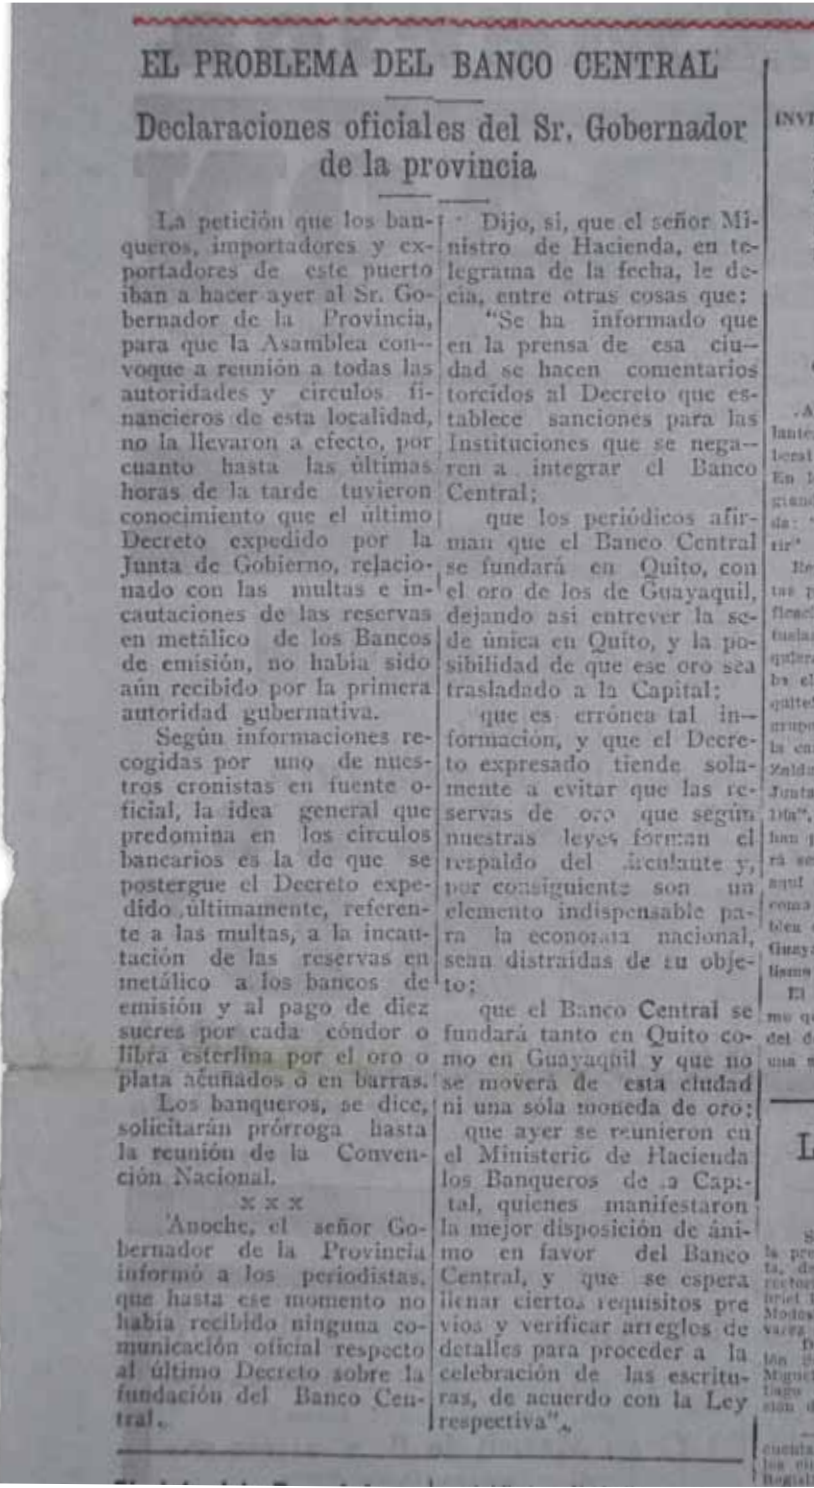 EL PROBLEMA DEL BANCO CENTRAL
Declaraciones oficiales del Sr. Gobernador
de la provincia
La petición que los ban-
queros, importadores y ex-
portadores de este puerto
iban a hacer ayer al Sr. Go-
bernador de la Provincia,
para que la Asamblea con-
voque a reunión a todas las
autoridades y circulos fi-
nancieros de esta localidad,
no la llevaron a efecto, por
cuanto hasta las últimas
horas de la tarde tuvieron
conocimiento que el último
Decreto expedido por la
Junta de Gobierno, relacio-
nado con las multas e in-
cautaciones de las reservas
en metálico de los Bancos
de emisión, no había sido
aún recibido por la primera
autoridad gubernativa.
Según informaciones re-
cogidas por uno de nues-
tros cronistas en fuente o-
ficial, la idea general que
predomina en los circulos
bancarios es la de que se
postergue el Decreto expe-
dido últimamente, referen-
te a las multas, a la incau-
tación de las reservas en
metálico a los bancos de
emisión y al pago de diez
sucres por cada cóndor o
libra esterlina por el oro o
plata acuñados o en barras.
Los banqueros, se dice,
solicitarán prórroga hasta
la reunión de la Conven-
ción Nacional.
x x x
Anoche, el señor Go-
bernador de la Provincia
informó a los periodistas,
que hasta ese momento no
había recibido ninguna co-
municación oficial respecto
al último Decreto sobre la
fundación del Banco Cen-
tral.
Dijo, si, que el señor Mi-
nistro de Hacienda, en te-
legrama de la fecha, le de-
cia, entre otras cosas que:
"Se ha informado que
en la prensa de esa ciu-
dad se hacen comentarios
torcidos al Decreto que es-
tablece sanciones para las
Instituciones que se nega-
ren a integrar el Banco
Central;
que los periódicos afir-
man que el Banco Central
se fundará en Quito, con
el oro de los de Guayaquil,
dejando asi entrever la se-
de única en Quito, y la po-
sibilidad de que ese oro sea
trasladado a la Capital;
que es errónea tal in-
formación, y que el Decre-
to expresado tiende sola-
mente a evitar que las re-
servas de oro que según
nuestras leyes forman el
respaldo del circulante y,
por consiguiente son un
elemento indispensable pa-
ra la economía nacional,
sean distraídas de su obje-
to;
que el Banco Central se
fundará tanto en Quito co-
mo en Guayaquil y que no
se moverá de esta ciudad
ni una sola moneda de oro;
que ayer se reunieron en
el Ministerio de Hacienda
los Banqueros de la Capi-
tal, quienes manifestaron
la mejor disposición de áni-
mo en favor del Banco
Central, y que se espera
llenar ciertos requisitos pre
vios y verificar arreglos de
detalles para proceder a la
celebración de las escritu-
ras, de acuerdo con la Ley
respectiva".